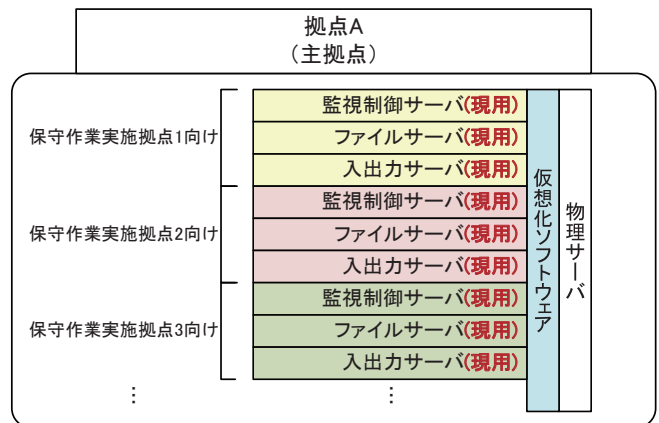 拠点A
（主拠点）
保守作業実施拠点1向け
監視制御サーバ(現用)
ファイルサーバ(現用)
入出力サーバ(現用)
保守作業実施拠点2向け
監視制御サーバ(現用)
ファイルサーバ(現用)
入出力サーバ(現用)
保守作業実施拠点3向け
監視制御サーバ(現用)
ファイルサーバ(現用)
入出力サーバ(現用)
⋮
⋮
仮想化ソフトウェア
物理サーバ